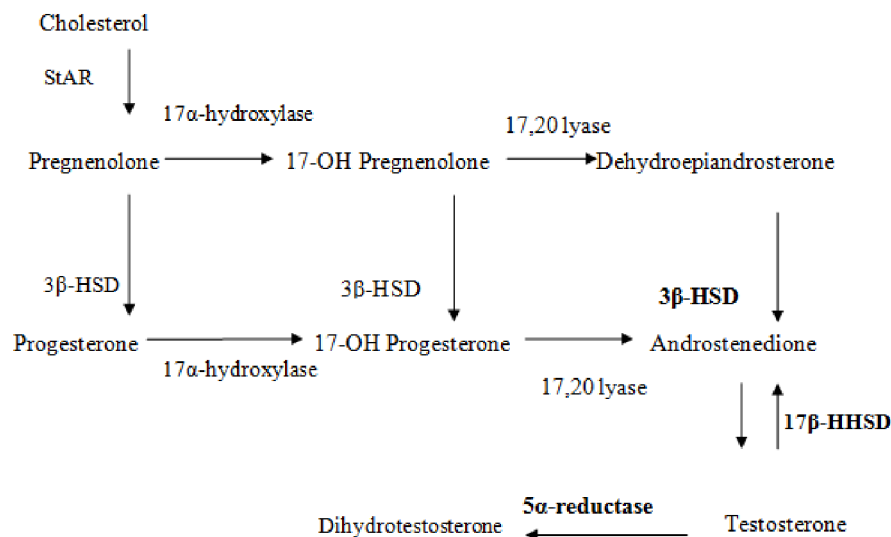 Cholesterol
StAR
17α-hydroxylase
17,20 lyase
Pregnenolone
17-OH Pregnenolone
Dehydroepiandrosterone
3β-HSD
3β-HSD
3β-HSD
Progesterone
17-OH Progesterone
Androstenedione
17α-hydroxylase
17,20 lyase
17β-HHSD
5α-reductase
Dihydrotestosterone
Testosterone